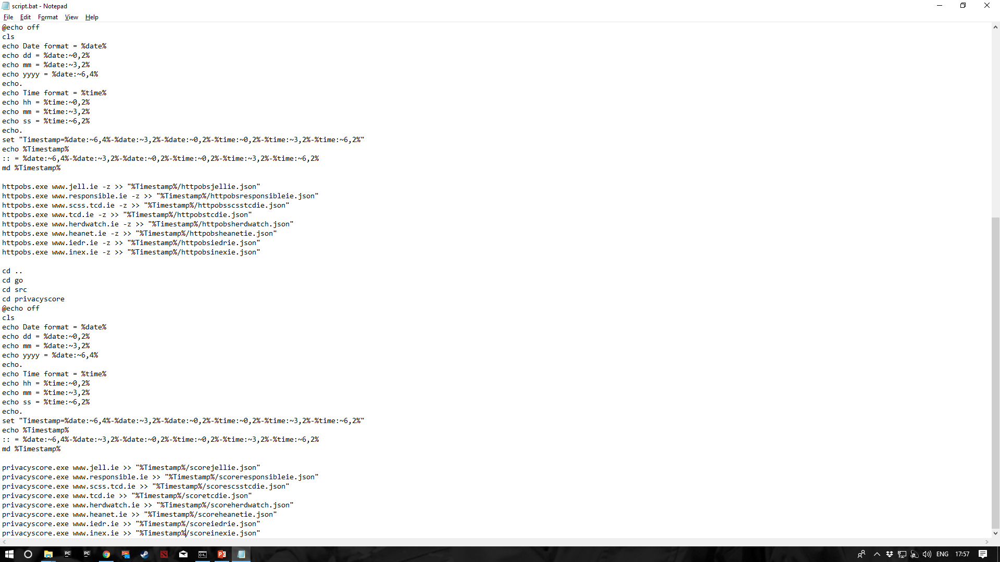 script.bat - Notepad
File Edit Format View Help
@echo off
cls
echo Date format = %date%
echo dd = %date:~0,2%
echo mm = %date:~3,2%
echo yyyy = %date:~6,4%
echo.
echo Time format = %time%
echo hh = %time:~0,2%
echo mm = %time:~3,2%
echo ss = %time:~6,2%
echo.
set "Timestamp=%date:~6,4%-%date:~3,2%-%date:~0,2%-%time:~0,2%-%time:~3,2%-%time:~6,2%"
echo %Timestamp%
:: = %date:~6,4%-%date:~3,2%-%date:~0,2%-%time:~0,2%-%time:~3,2%-%time:~6,2%
md %Timestamp%
httpobs.exe www.jell.ie -z >> "%Timestamp%/httpobsjellie.json"
httpobs.exe www.responsible.ie -z >> "%Timestamp%/httpobsresponsibleie.json"
httpobs.exe www.scss.tcd.ie -z >> "%Timestamp%/httpobsscsstcdie.json"
httpobs.exe www.tcd.ie -z >> "%Timestamp%/httpobstcdie.json"
httpobs.exe www.herdwatch.ie -z >> "%Timestamp%/httpobsherdwatch.json"
httpobs.exe www.heanet.ie -z >> "%Timestamp%/httpobsheanetie.json"
httpobs.exe www.iedr.ie -z >> "%Timestamp%/httpobsiedrie.json"
httpobs.exe www.inex.ie -z >> "%Timestamp%/httpobsinexie.json"
cd ..
cd go
cd src
cd privacyscore
@echo off
cls
echo Date format = %date%
echo dd = %date:~0,2%
echo mm = %date:~3,2%
echo yyyy = %date:~6,4%
echo.
echo Time format = %time%
echo hh = %time:~0,2%
echo mm = %time:~3,2%
echo ss = %time:~6,2%
echo.
set "Timestamp=%date:~6,4%-%date:~3,2%-%date:~0,2%-%time:~0,2%-%time:~3,2%-%time:~6,2%"
echo %Timestamp%
:: = %date:~6,4%-%date:~3,2%-%date:~0,2%-%time:~0,2%-%time:~3,2%-%time:~6,2%
md %Timestamp%
privacyscore.exe www.jell.ie >> "%Timestamp%/scorejellie.json"
privacyscore.exe www.responsible.ie >> "%Timestamp%/scoreresponsibleie.json"
privacyscore.exe www.scss.tcd.ie >> "%Timestamp%/scorescsstcdie.json"
privacyscore.exe www.tcd.ie >> "%Timestamp%/scoretcdie.json"
privacyscore.exe www.herdwatch.ie >> "%Timestamp%/scoreherdwatch.json"
privacyscore.exe www.heanet.ie >> "%Timestamp%/scoreheanetie.json"
privacyscore.exe www.iedr.ie >> "%Timestamp%/scoreiedrie.json"
privacyscore.exe www.inex.ie >> "%Timestamp%/scoreinexie.json"
PC PC ENG 17:57